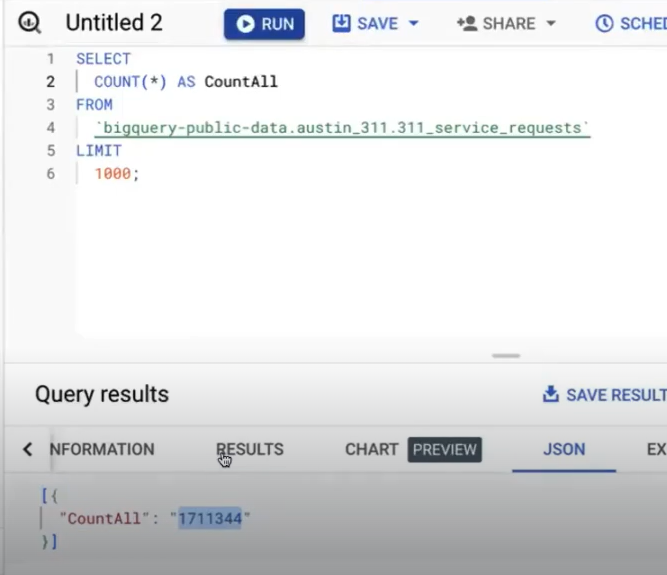 Untitled 2 RUN SAVE SHARE
1 SELECT
2 COUNT(*) AS CountAll
3 FROM
4 `bigquery-public-data.austin_311.311_service_requests`
5 LIMIT
6 1000;
Query results SAVE RESULT
NFORMATION RESULTS CHART PREVIEW JSON EX
[{
"CountAll": "1711344"
}]